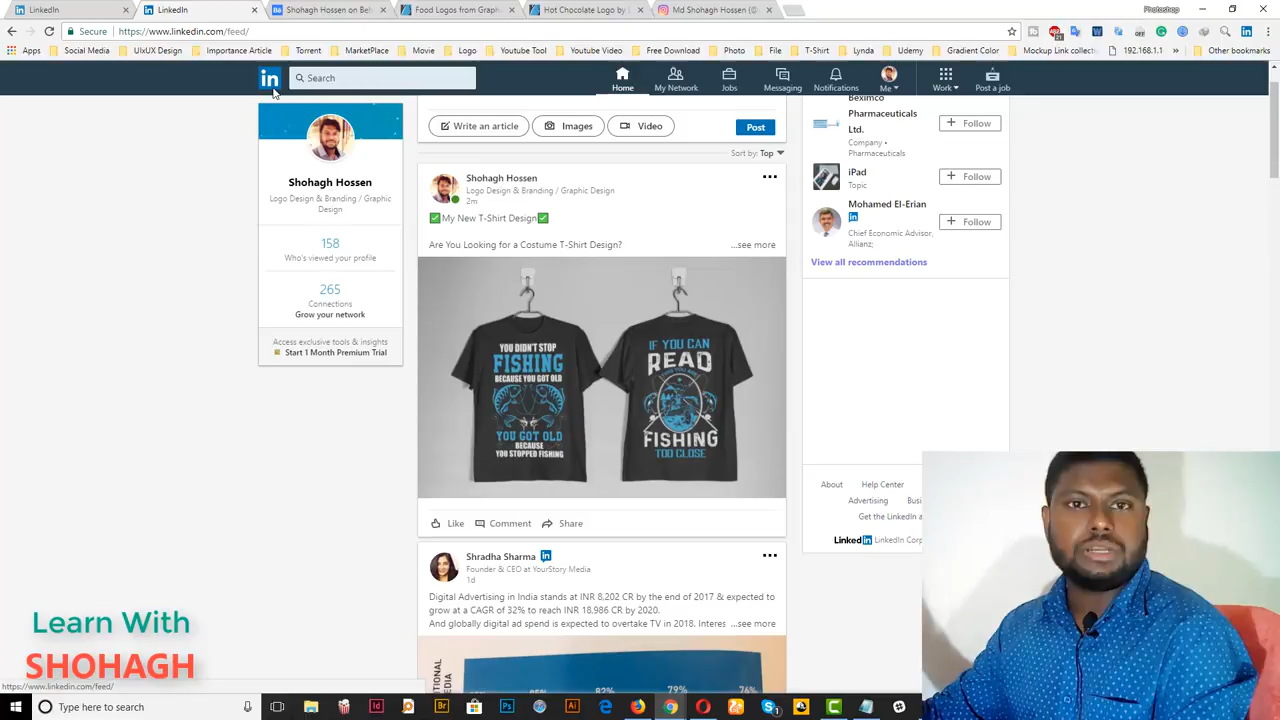 LinkedIn
LinkedIn
Shohagh Hossen on Beh
Food Logos from Graph
Hot Chocolate Logo by
Md Shohagh Hossen (@
Photoshop
https://www.linkedin.com/feed/
Apps
Social Media
UIxUX Design
Importance Article
Torrent
MarketPlace
Movie
Logo
Youtube Tool
Youtube Video
Free Download
Photo
File
T-Shirt
Lynda
Udemy
Gradient Color
Mockup Link collecti
192.168.1.1
Other bookmarks
in
Search
Home
My Network
Jobs
Messaging
Notifications
Me
Work
Post a job
Shohagh Hossen
Logo Design & Branding / Graphic
Design
158
Who's viewed your profile
265
Connections
Grow your network
Access exclusive tools & insights
Start 1 Month Premium Trial
Write an article
Images
Video
Post
Sort by: Top
Shohagh Hossen
Logo Design & Branding / Graphic Design
2m
My New T-Shirt Design
Are You Looking for a Costume T-Shirt Design?
...see more
YOU DIDN'T STOP
FISHING
BECAUSE YOU GOT OLD
YOU GOT OLD
BECAUSE
YOU STOPPED FISHING
IF YOU CAN
READ
FISHING
TOO CLOSE
Like
Comment
Share
Shradha Sharma
Founder & CEO at YourStory Media
1d
Digital Advertising in India stands at INR 8,202 CR by the end of 2017 & expected to
grow at a CAGR of 32% to reach INR 18,986 CR by 2020.
And globally digital ad spend is expected to overtake TV in 2018. Interes ...see more
82%
79%
76%
Beximco
Pharmaceuticals
Ltd.
Company •
Pharmaceuticals
Follow
iPad
Topic
Follow
Mohamed El-Erian
Chief Economic Advisor,
Allianz;
Follow
View all recommendations
About
Help Center
Advertising
Busi
Get the LinkedIn a
LinkedIn
LinkedIn Corp
Learn With
SHOHAGH
https://www.linkedin.com/feed/
Type here to search